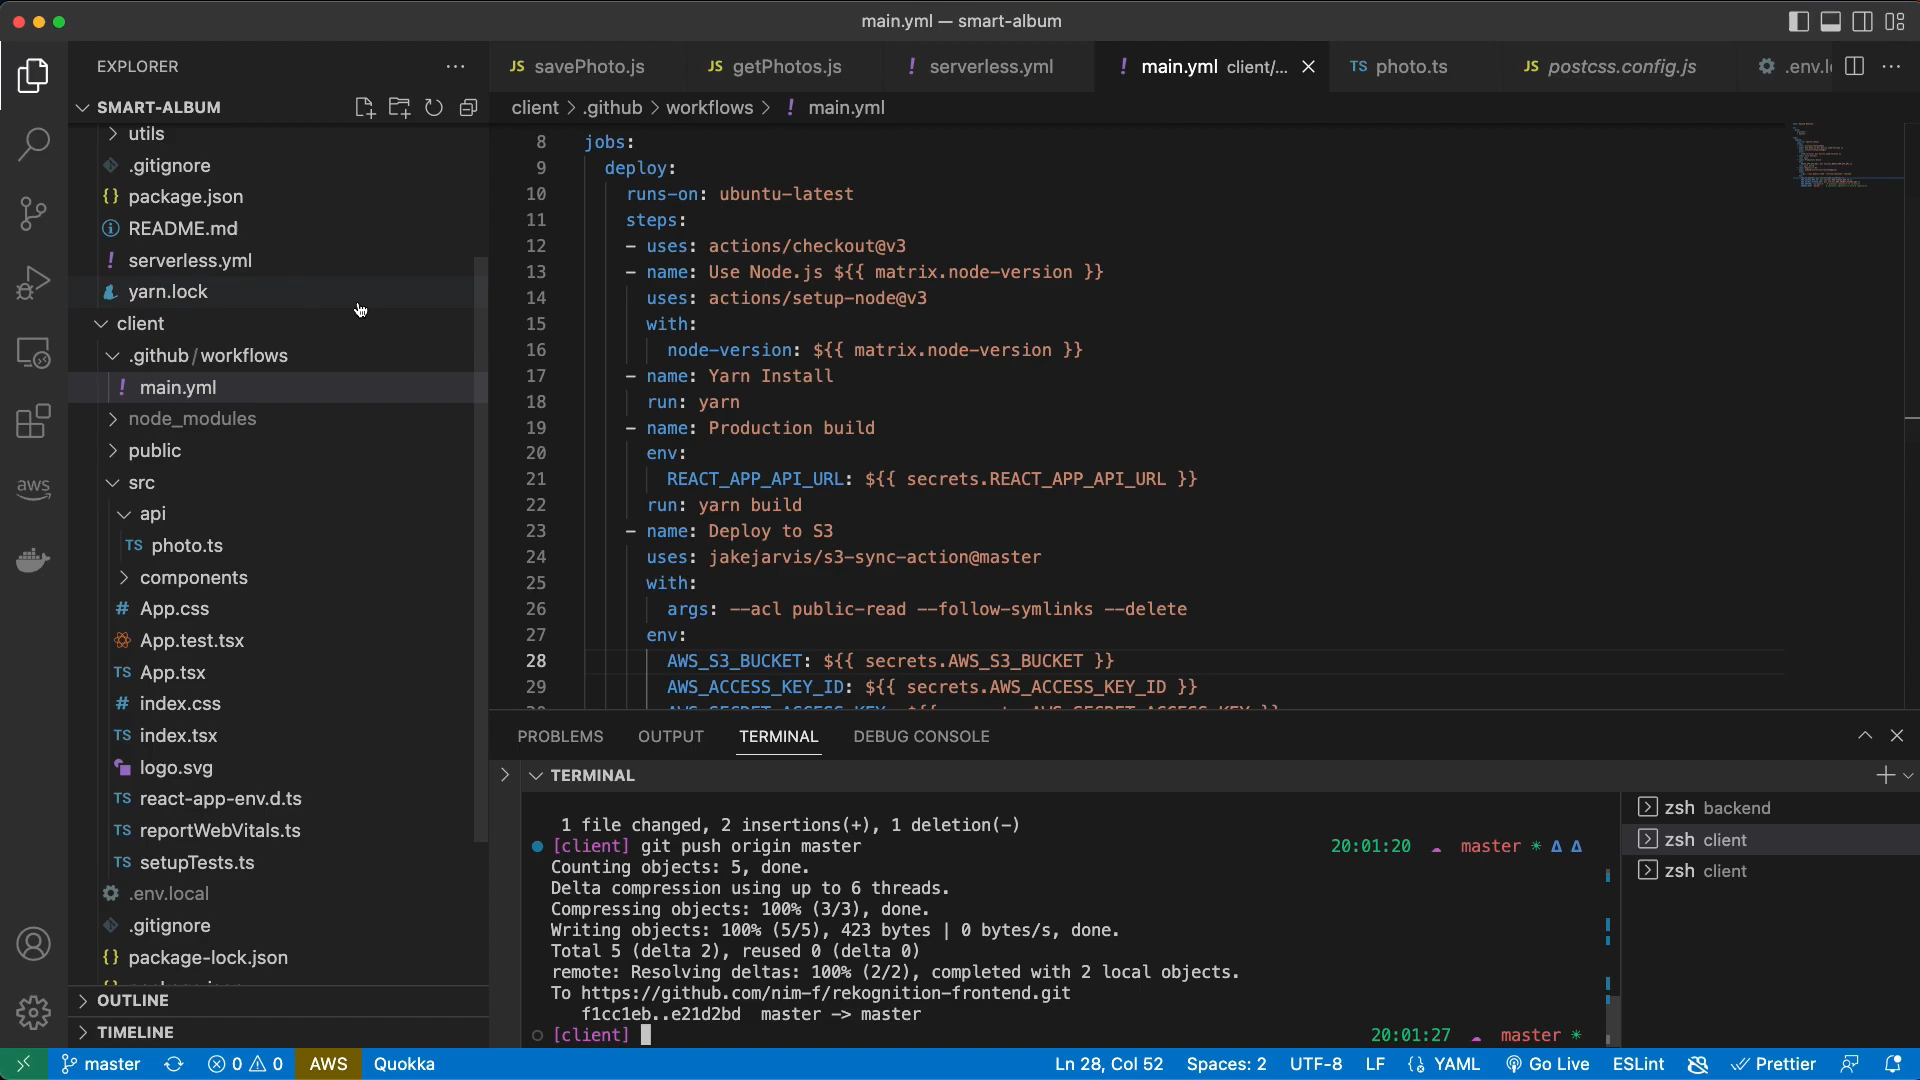 main.yml — smart-album
EXPLORER
SMART-ALBUM
utils
.gitignore
package.json
README.md
serverless.yml
yarn.lock
client
.github/workflows
main.yml
node_modules
public
src
api
TS photo.ts
components
# App.css
App.test.tsx
TS App.tsx
# index.css
TS index.tsx
logo.svg
TS react-app-env.d.ts
TS reportWebVitals.ts
TS setupTests.ts
.env.local
.gitignore
package-lock.json
OUTLINE
TIMELINE
aws
JS savePhoto.js
JS getPhotos.js
! serverless.yml
! main.yml client/...
TS photo.ts
JS postcss.config.js
client > .github > workflows > ! main.yml
8 jobs:
9 deploy:
10 runs-on: ubuntu-latest
11 steps:
12 - uses: actions/checkout@v3
13 - name: Use Node.js ${{ matrix.node-version }}
14 uses: actions/setup-node@v3
15 with:
16 node-version: ${{ matrix.node-version }}
17 - name: Yarn Install
18 run: yarn
19 - name: Production build
20 env:
21 REACT_APP_API_URL: ${{ secrets.REACT_APP_API_URL }}
22 run: yarn build
23 - name: Deploy to S3
24 uses: jakejarvis/s3-sync-action@master
25 with:
26 args: --acl public-read --follow-symlinks --delete
27 env:
28 AWS_S3_BUCKET: ${{ secrets.AWS_S3_BUCKET }}
29 AWS_ACCESS_KEY_ID: ${{ secrets.AWS_ACCESS_KEY_ID }}
PROBLEMS OUTPUT TERMINAL DEBUG CONSOLE
TERMINAL
1 file changed, 2 insertions(+), 1 deletion(-)
[client] git push origin master 20:01:20 master * Δ Δ
Counting objects: 5, done.
Delta compression using up to 6 threads.
Compressing objects: 100% (3/3), done.
Writing objects: 100% (5/5), 423 bytes | 0 bytes/s, done.
Total 5 (delta 2), reused 0 (delta 0)
remote: Resolving deltas: 100% (2/2), completed with 2 local objects.
To https://github.com/nim-f/rekognition-frontend.git
f1cc1eb..e21d2bd master -> master
[client] 20:01:27 master *
zsh backend
zsh client
zsh client
master 0 0 AWS Quokka Ln 28, Col 52 Spaces: 2 UTF-8 LF {} YAML Go Live ESLint Prettier